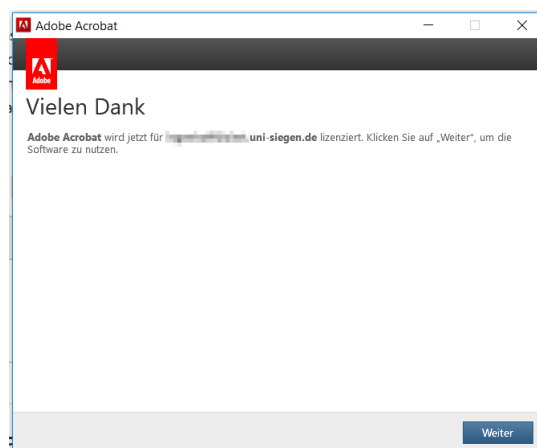 Adobe Acrobat
Adobe
Vielen Dank
Adobe Acrobat wird jetzt für .uni-siegen.de lizenziert. Klicken Sie auf „Weiter", um die
Software zu nutzen.
Weiter